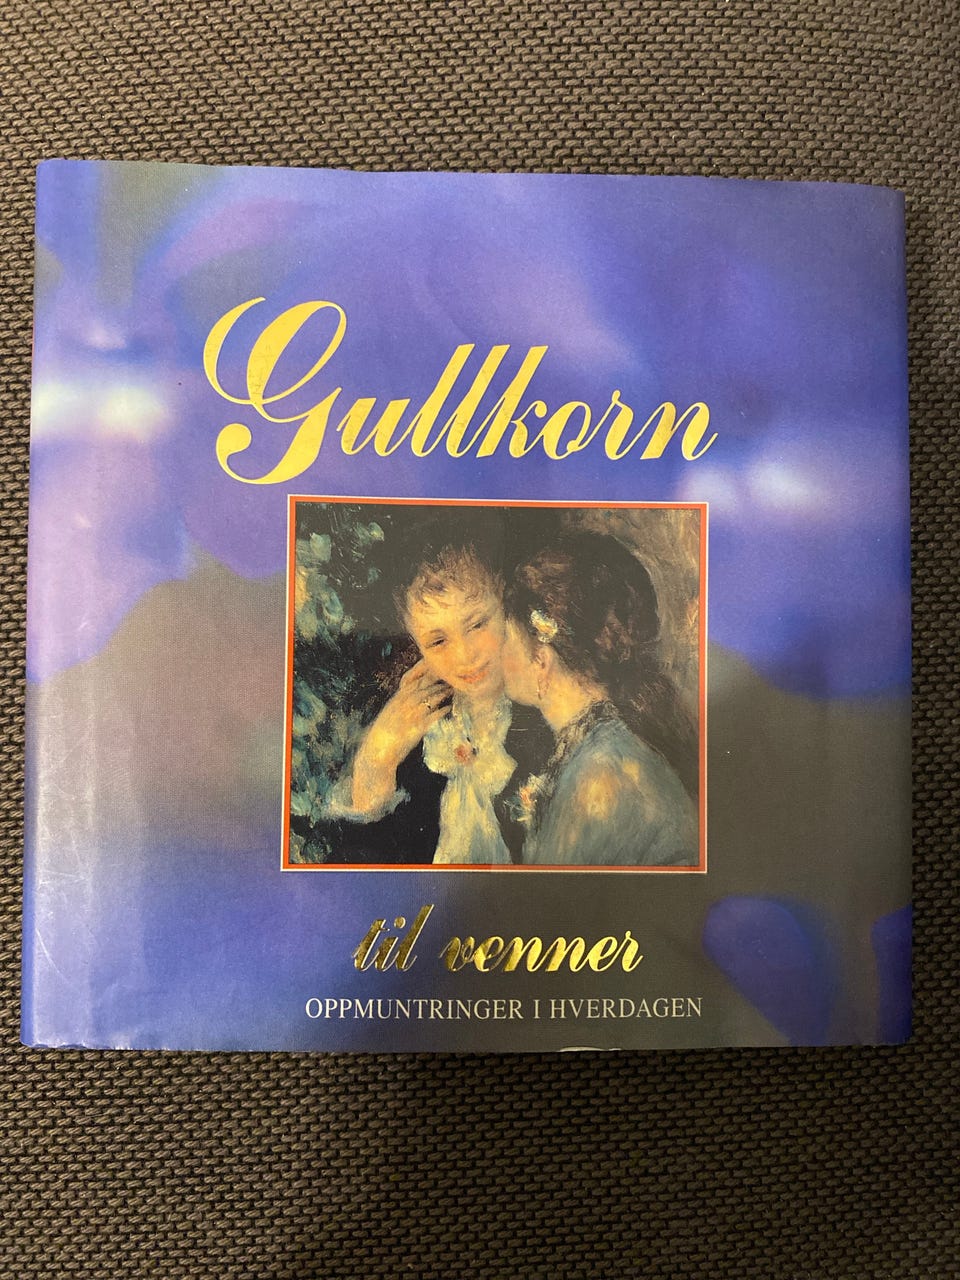 Gullkorn
til venner
OPPMUNTRINGER I HVERDAGEN